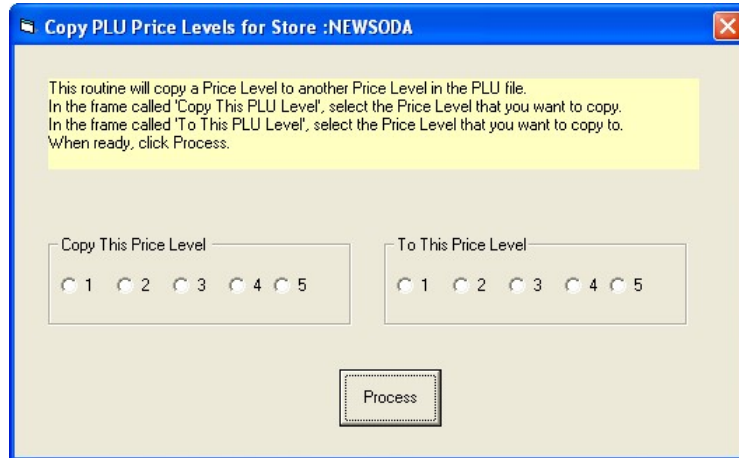 Copy PLU Price Levels for Store :NEWSODA
This routine will copy a Price Level to another Price Level in the PLU file.
In the frame called 'Copy This PLU Level', select the Price Level that you want to copy.
In the frame called 'To This PLU Level', select the Price Level that you want to copy to.
When ready, click Process.
Copy This Price Level
1 2 3 4 5
To This Price Level
1 2 3 4 5
Process